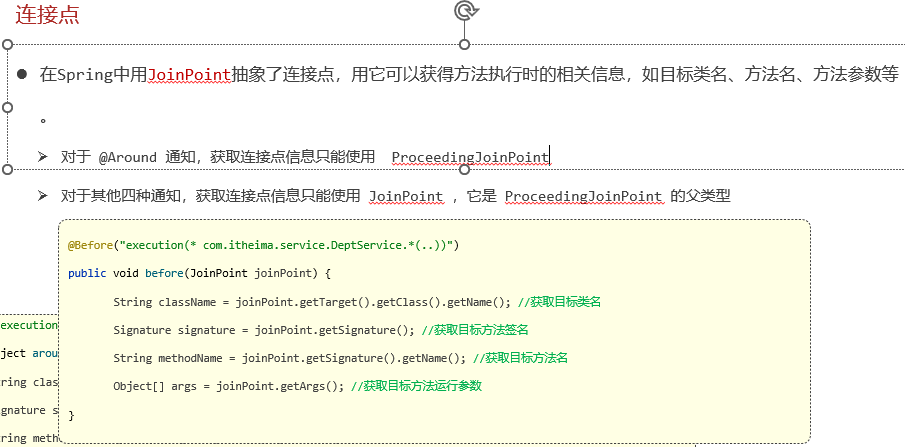 连接点
在Spring中用JoinPoint抽象了连接点，用它可以获得方法执行时的相关信息，如目标类名、方法名、方法参数等
。
对于 @Around 通知，获取连接点信息只能使用 ProceedingJoinPoint
对于其他四种通知，获取连接点信息只能使用 JoinPoint ，它是 ProceedingJoinPoint 的父类型
@Before("execution(* com.itheima.service.DeptService.*(..))")
public void before(JoinPoint joinPoint) {
String className = joinPoint.getTarget().getClass().getName(); //获取目标类名
Signature signature = joinPoint.getSignature(); //获取目标方法签名
String methodName = joinPoint.getSignature().getName(); //获取目标方法名
Object[] args = joinPoint.getArgs(); //获取目标方法运行参数
}
execution
ject arou
ring clas
gnature s
ring meth